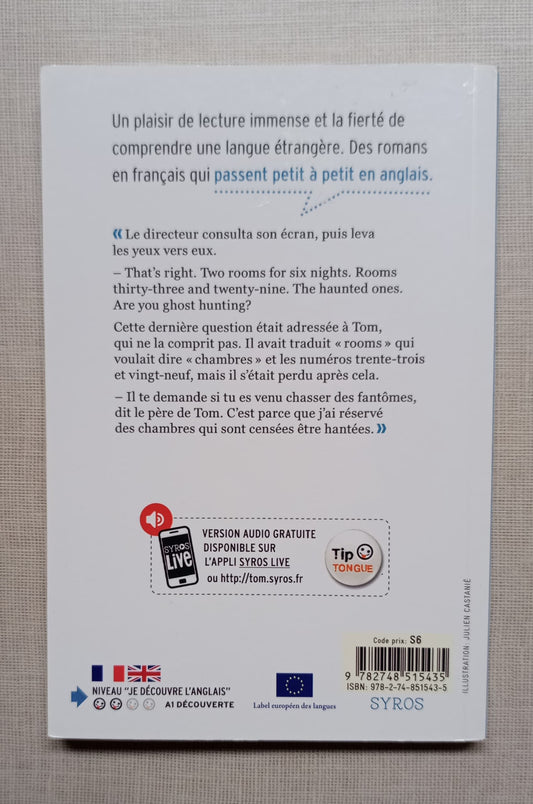 Un plaisir de lecture immense et la fierté de
comprendre une langue étrangère. Des romans
en français qui passent petit à petit en anglais.
« Le directeur consulta son écran, puis leva
les yeux vers eux.
– That's right. Two rooms for six nights. Rooms
thirty-three and twenty-nine. The haunted ones.
Are you ghost hunting?
Cette dernière question était adressée à Tom,
qui ne la comprit pas. Il avait traduit « rooms » qui
voulait dire « chambres » et les numéros trente-trois
et vingt-neuf, mais il s'était perdu après cela.
– Il te demande si tu es venu chasser des fantômes,
dit le père de Tom. C'est parce que j'ai réservé
des chambres qui sont censées être hantées. »
SYROS
Live
VERSION AUDIO GRATUITE
DISPONIBLE SUR
L'APPLI SYROS LIVE
ou http://tom.syros.fr
Tip
TONGUE
NIVEAU "JE DÉCOUVRE L'ANGLAIS"
A1 DÉCOUVERTE
Label européen des langues
Code prix: S6
9 782748 515435
ISBN: 978-2-74-851543-5
SYROS
ILLUSTRATION: JULIEN CASTANIÉ